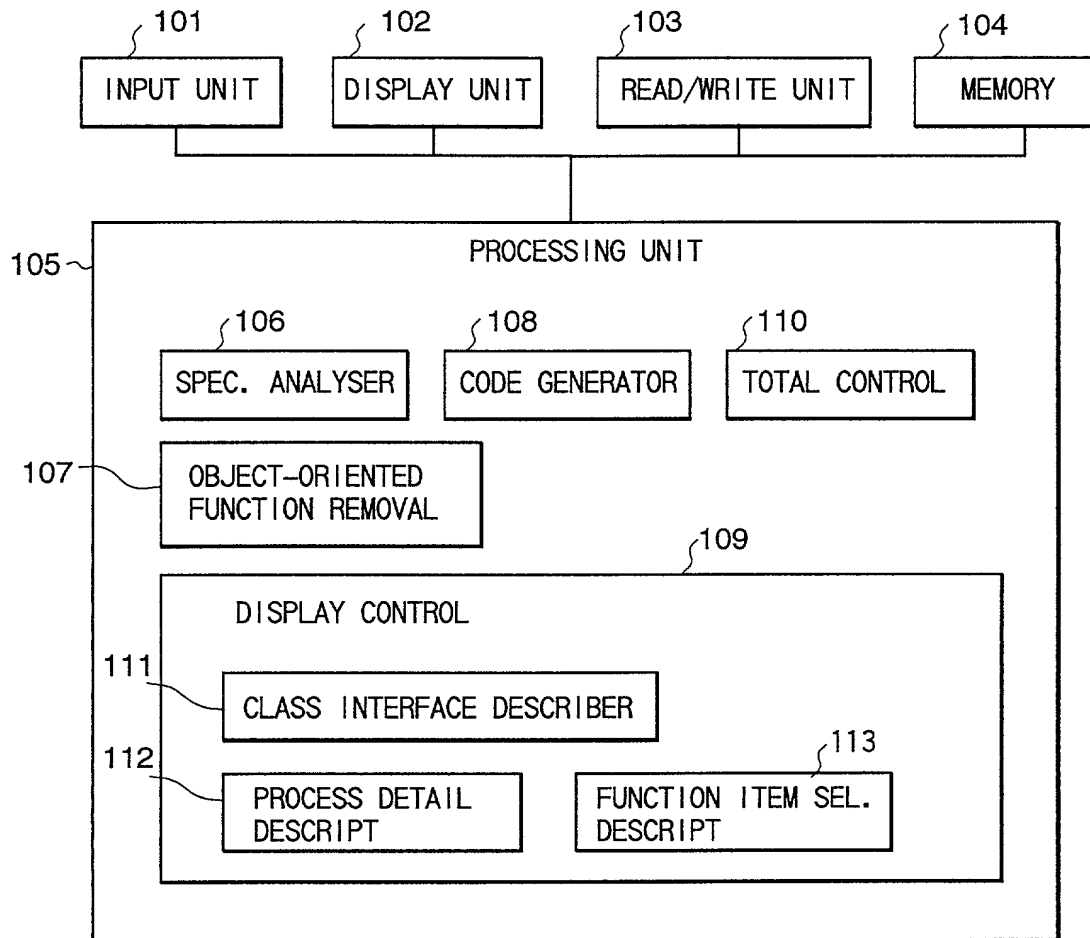 101
102
103
104
INPUT UNIT
DISPLAY UNIT
READ/WRITE UNIT
MEMORY
105
PROCESSING UNIT
106
108
110
SPEC. ANALYSER
CODE GENERATOR
TOTAL CONTROL
107
OBJECT-ORIENTED
FUNCTION REMOVAL
109
DISPLAY CONTROL
111
CLASS INTERFACE DESCRIBER
112
113
PROCESS DETAIL
DESCRIPT
FUNCTION ITEM SEL.
DESCRIPT